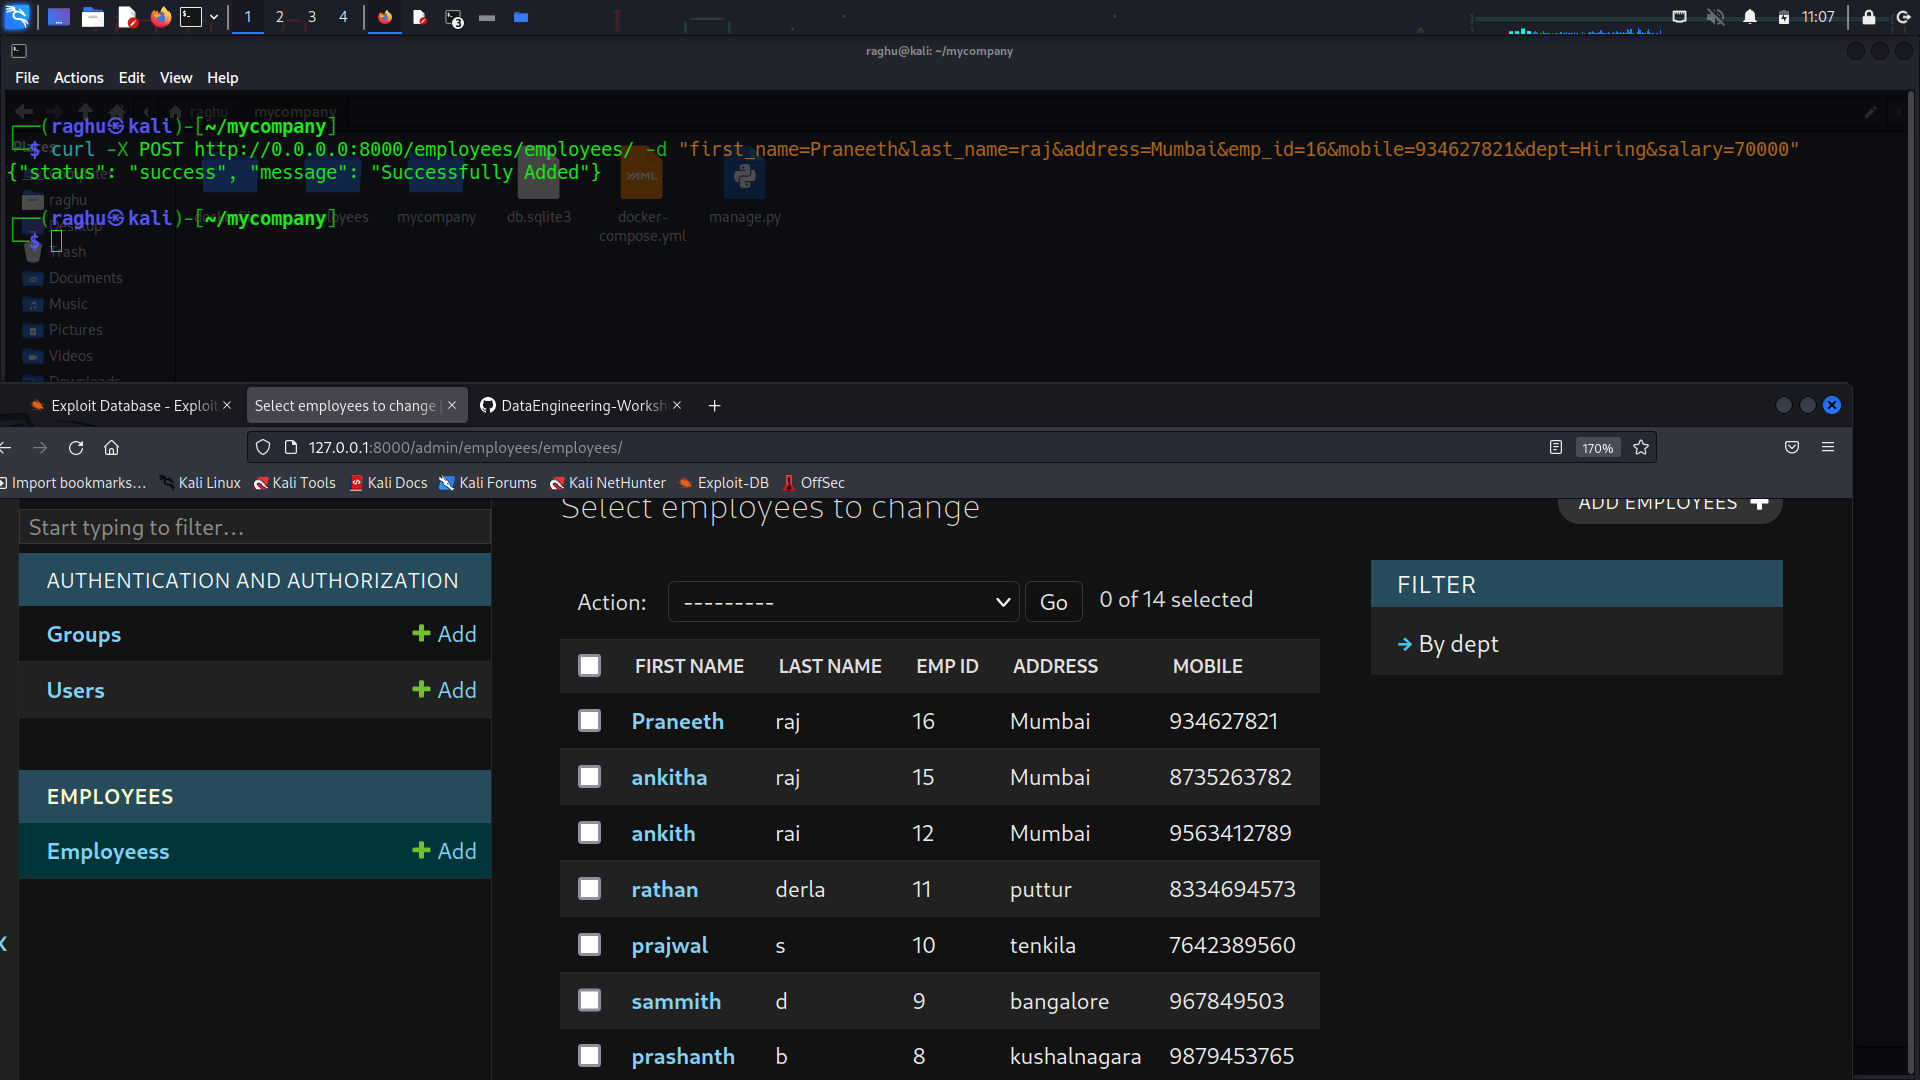 1 2 3 4 3 11:07
raghu@kali: ~/mycompany
File Actions Edit View Help
raghu mycompany
┌──(raghu㉿kali)-[~/mycompany]
└─$ curl -X POST http://0.0.0.0:8000/employees/employees/ -d "first_name=Praneeth&last_name=raj&address=Mumbai&emp_id=16&mobile=934627821&dept=Hiring&salary=70000"
{"status": "success", "message": "Successfully Added"}
YAML
raghu
mycompany db.sqlite3 docker-compose.yml manage.py
┌──(raghu㉿kali)-[~/mycompany]
└─$
Desktop
Trash
Documents
Music
Pictures
Videos
Downloads
Exploit Database - Exploit Select employees to change | DataEngineering-Worksh
127.0.0.1:8000/admin/employees/employees/ 170%
Import bookmarks... Kali Linux Kali Tools Kali Docs Kali Forums Kali NetHunter Exploit-DB OffSec
Select employees to change ADD EMPLOYEES
Start typing to filter…
AUTHENTICATION AND AUTHORIZATION
Groups Add
Users Add
EMPLOYEES
Employeess Add
Action: --------- Go 0 of 14 selected
FIRST NAME LAST NAME EMP ID ADDRESS MOBILE
Praneeth raj 16 Mumbai 934627821
ankitha raj 15 Mumbai 8735263782
ankith rai 12 Mumbai 9563412789
rathan derla 11 puttur 8334694573
prajwal s 10 tenkila 7642389560
sammith d 9 bangalore 967849503
prashanth b 8 kushalnagara 9879453765
FILTER
By dept